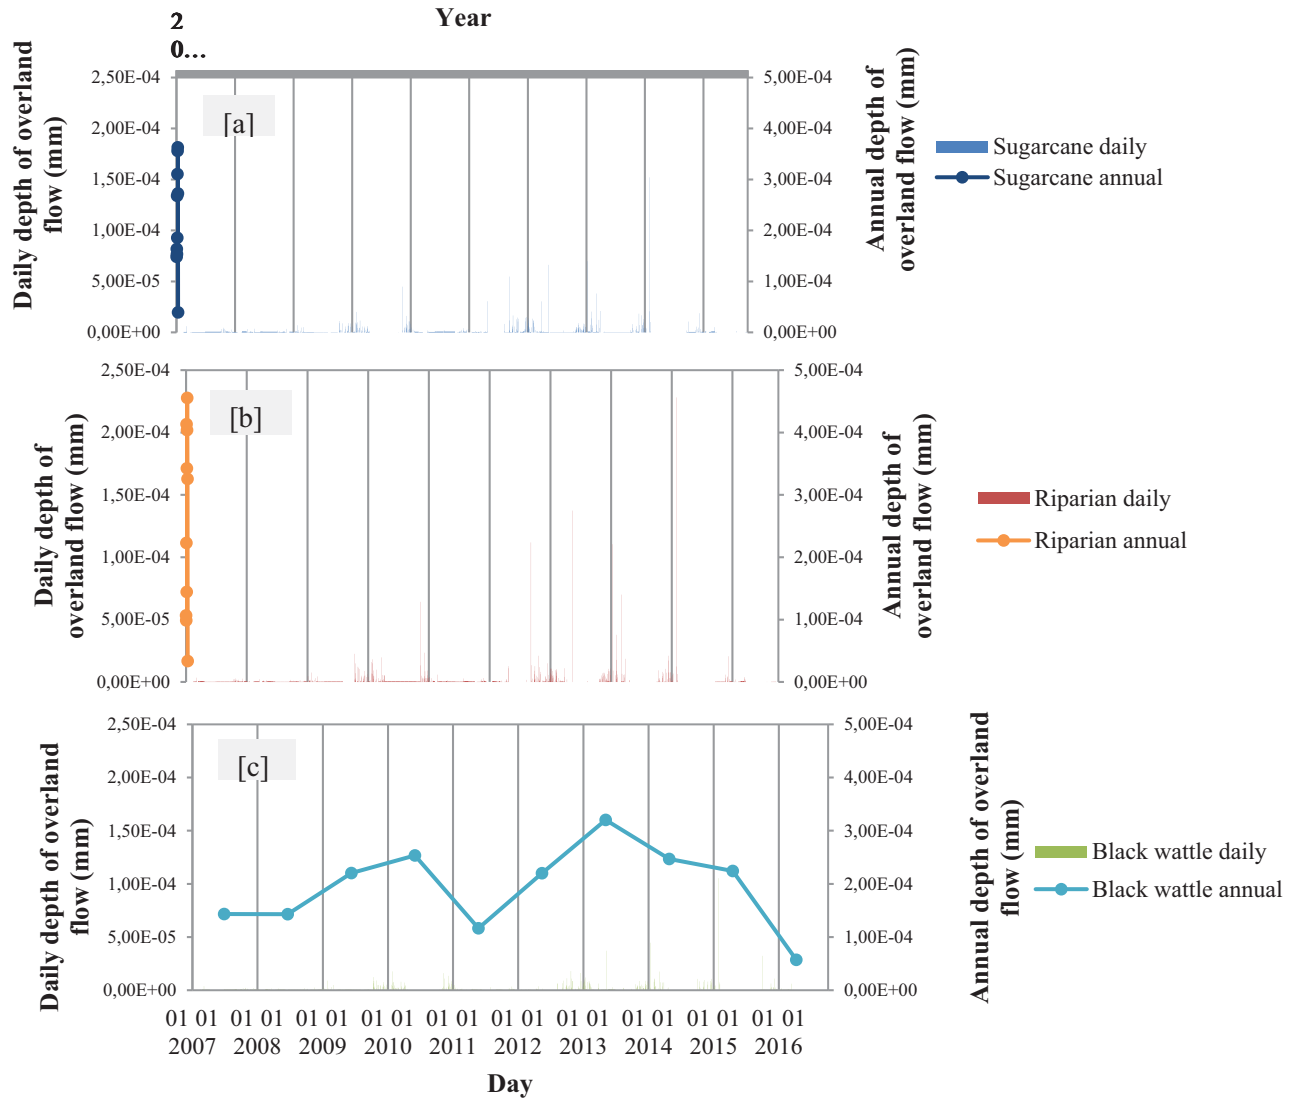 Year
2
0...
Daily depth of overland
flow (mm)
2,50E-04
2,00E-04
1,50E-04
1,00E-04
5,00E-05
0,00E+00
[a]
5,00E-04
4,00E-04
3,00E-04
2,00E-04
1,00E-04
0,00E+00
Annual depth of
overland flow (mm)
Sugarcane daily
Sugarcane annual
Daily depth of
overland flow (mm)
2,50E-04
2,00E-04
1,50E-04
1,00E-04
5,00E-05
0,00E+00
[b]
5,00E-04
4,00E-04
3,00E-04
2,00E-04
1,00E-04
0,00E+00
Annual depth of
overland flow (mm)
Riparian daily
Riparian annual
Daily depth of overland
flow (mm)
2,50E-04
2,00E-04
1,50E-04
1,00E-04
5,00E-05
0,00E+00
[c]
5,00E-04
4,00E-04
3,00E-04
2,00E-04
1,00E-04
0,00E+00
Annual depth of overland
flow (mm)
Black wattle daily
Black wattle annual
01 01 01 01 01 01 01 01 01 01 01 01 01 01 01 01 01 01 01 01
2007 2008 2009 2010 2011 2012 2013 2014 2015 2016
Day